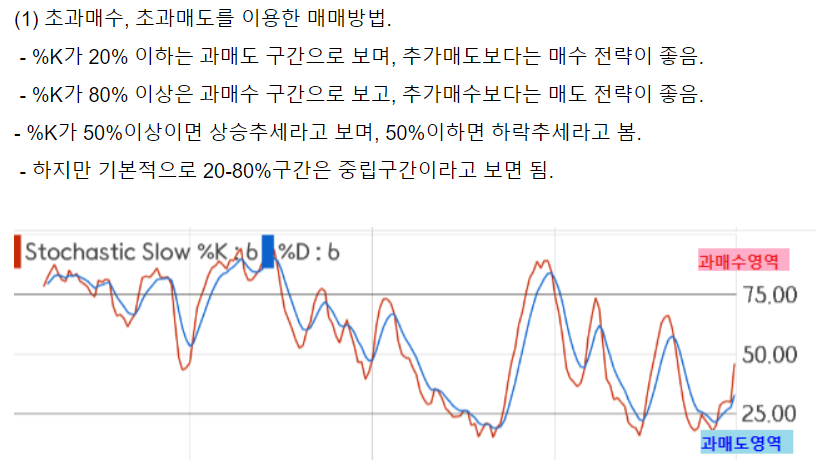 (1) 초과매수, 초과매도를 이용한 매매방법.
- %K가 20% 이하는 과매도 구간으로 보며, 추가매도보다는 매수 전략이 좋음.
- %K가 80% 이상은 과매수 구간으로 보고, 추가매수보다는 매도 전략이 좋음.
- %K가 50%이상이면 상승추세라고 보며, 50%이하면 하락추세라고 봄.
- 하지만 기본적으로 20-80%구간은 중립구간이라고 보면 됨.
Stochastic Slow %K : 6 %D : 6
과매수영역
75.00
50.00
25.00
과매도영역